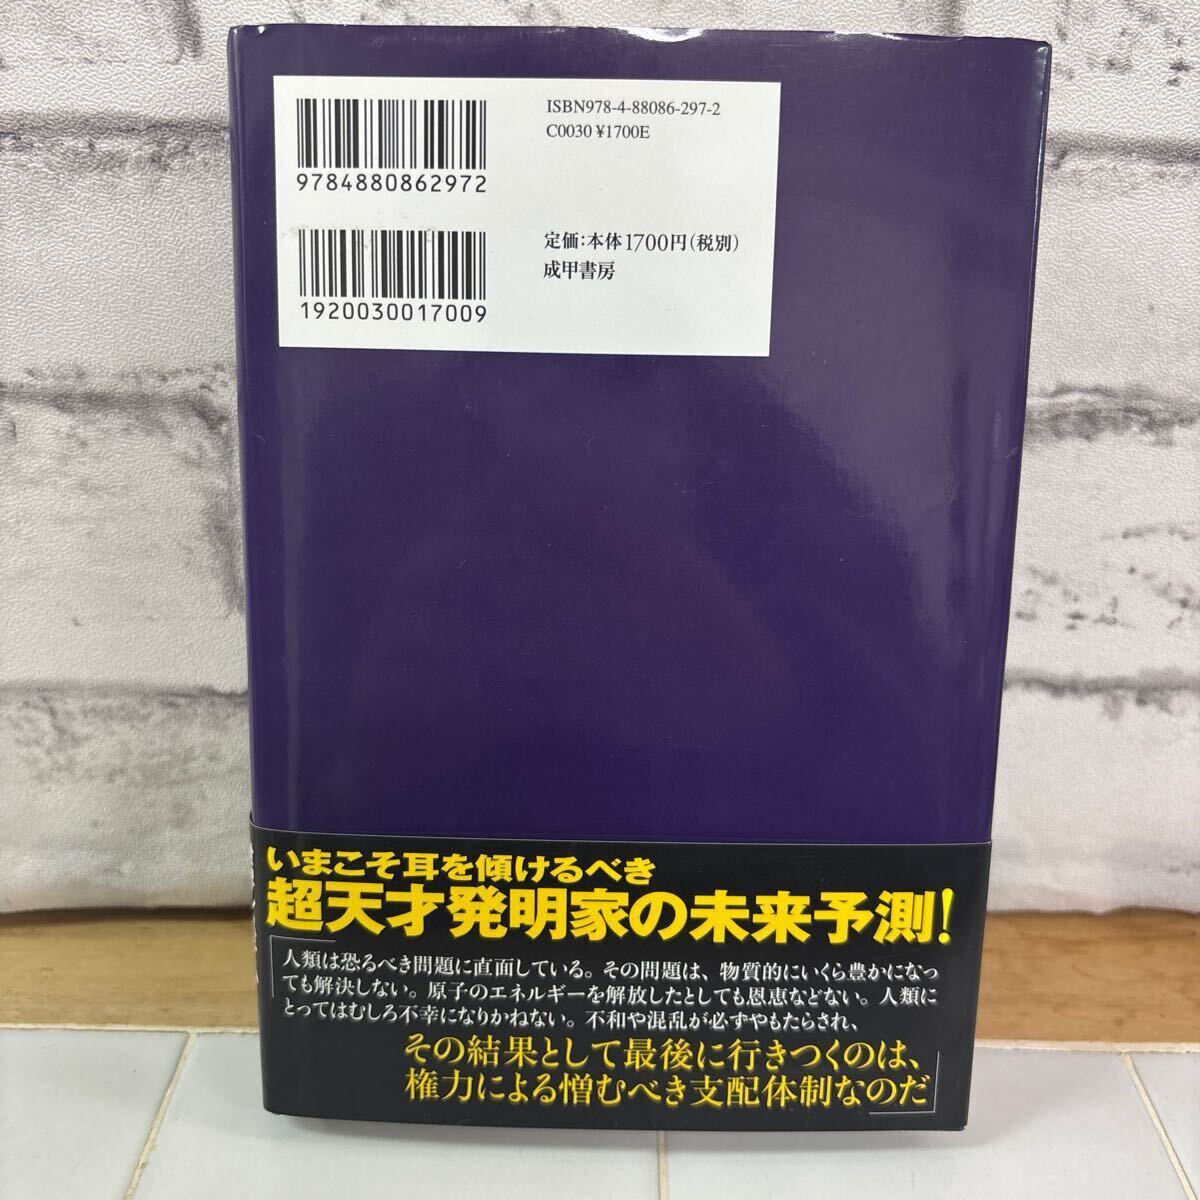 ISBN978-4-88086-297-2
C0030 ¥1700E
9784880862972
定価:本体1700円(税別)
成甲書房
1920030017009
いまこそ耳を傾けるべき
超天才発明家の未来予測!
「人類は恐るべき問題に直面している。その問題は、物質的にいくら豊かになっ
ても解決しない。原子のエネルギーを解放したとしても恩恵などない。人類に
とってはむしろ不幸になりかねない。不和や混乱が必ずやもたらされ、
その結果として最後に行きつくのは、
権力による憎むべき支配体制なのだ」